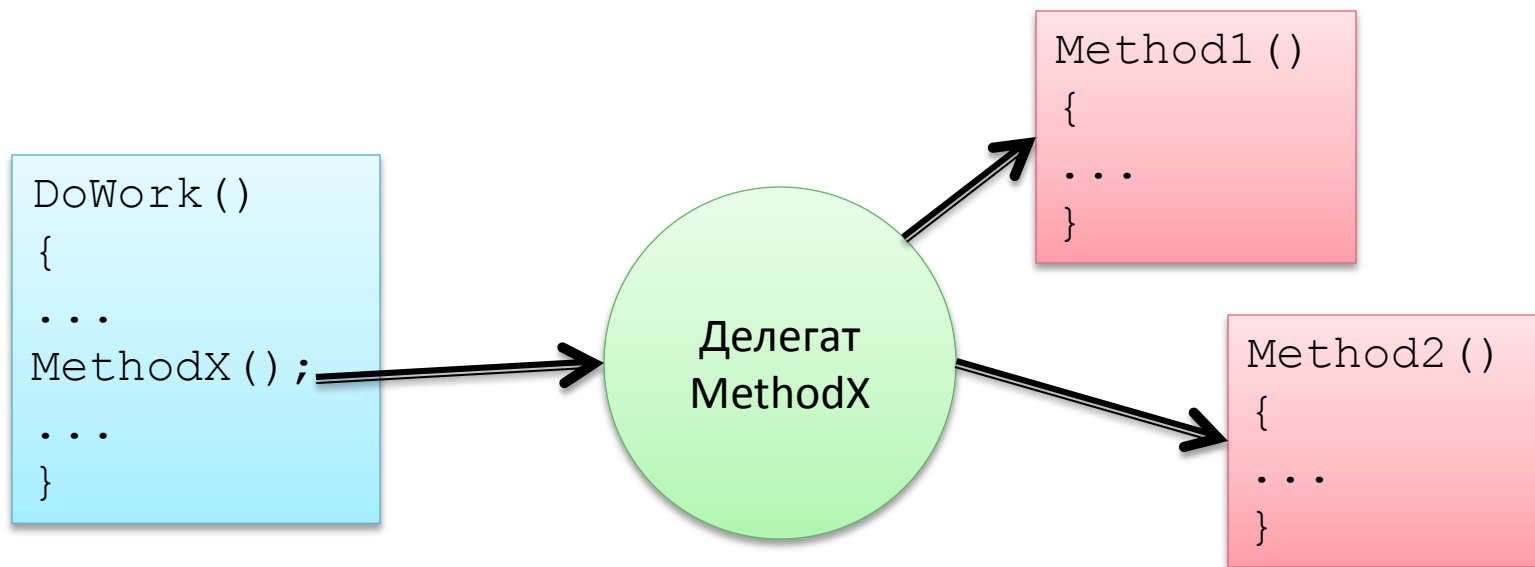 DoWork()
{
...
MethodX();
...
}
Делегат
MethodX
Method1()
{
...
}
Method2()
{
...
}